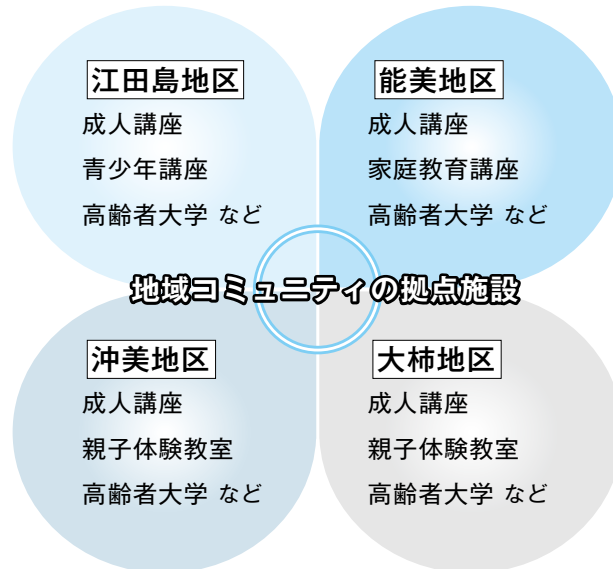 江田島地区
成人講座
青少年講座
高齢者大学 など
能美地区
成人講座
家庭教育講座
高齢者大学 など
地域コミュニティの拠点施設
沖美地区
成人講座
親子体験教室
高齢者大学 など
大柿地区
成人講座
親子体験教室
高齢者大学 など